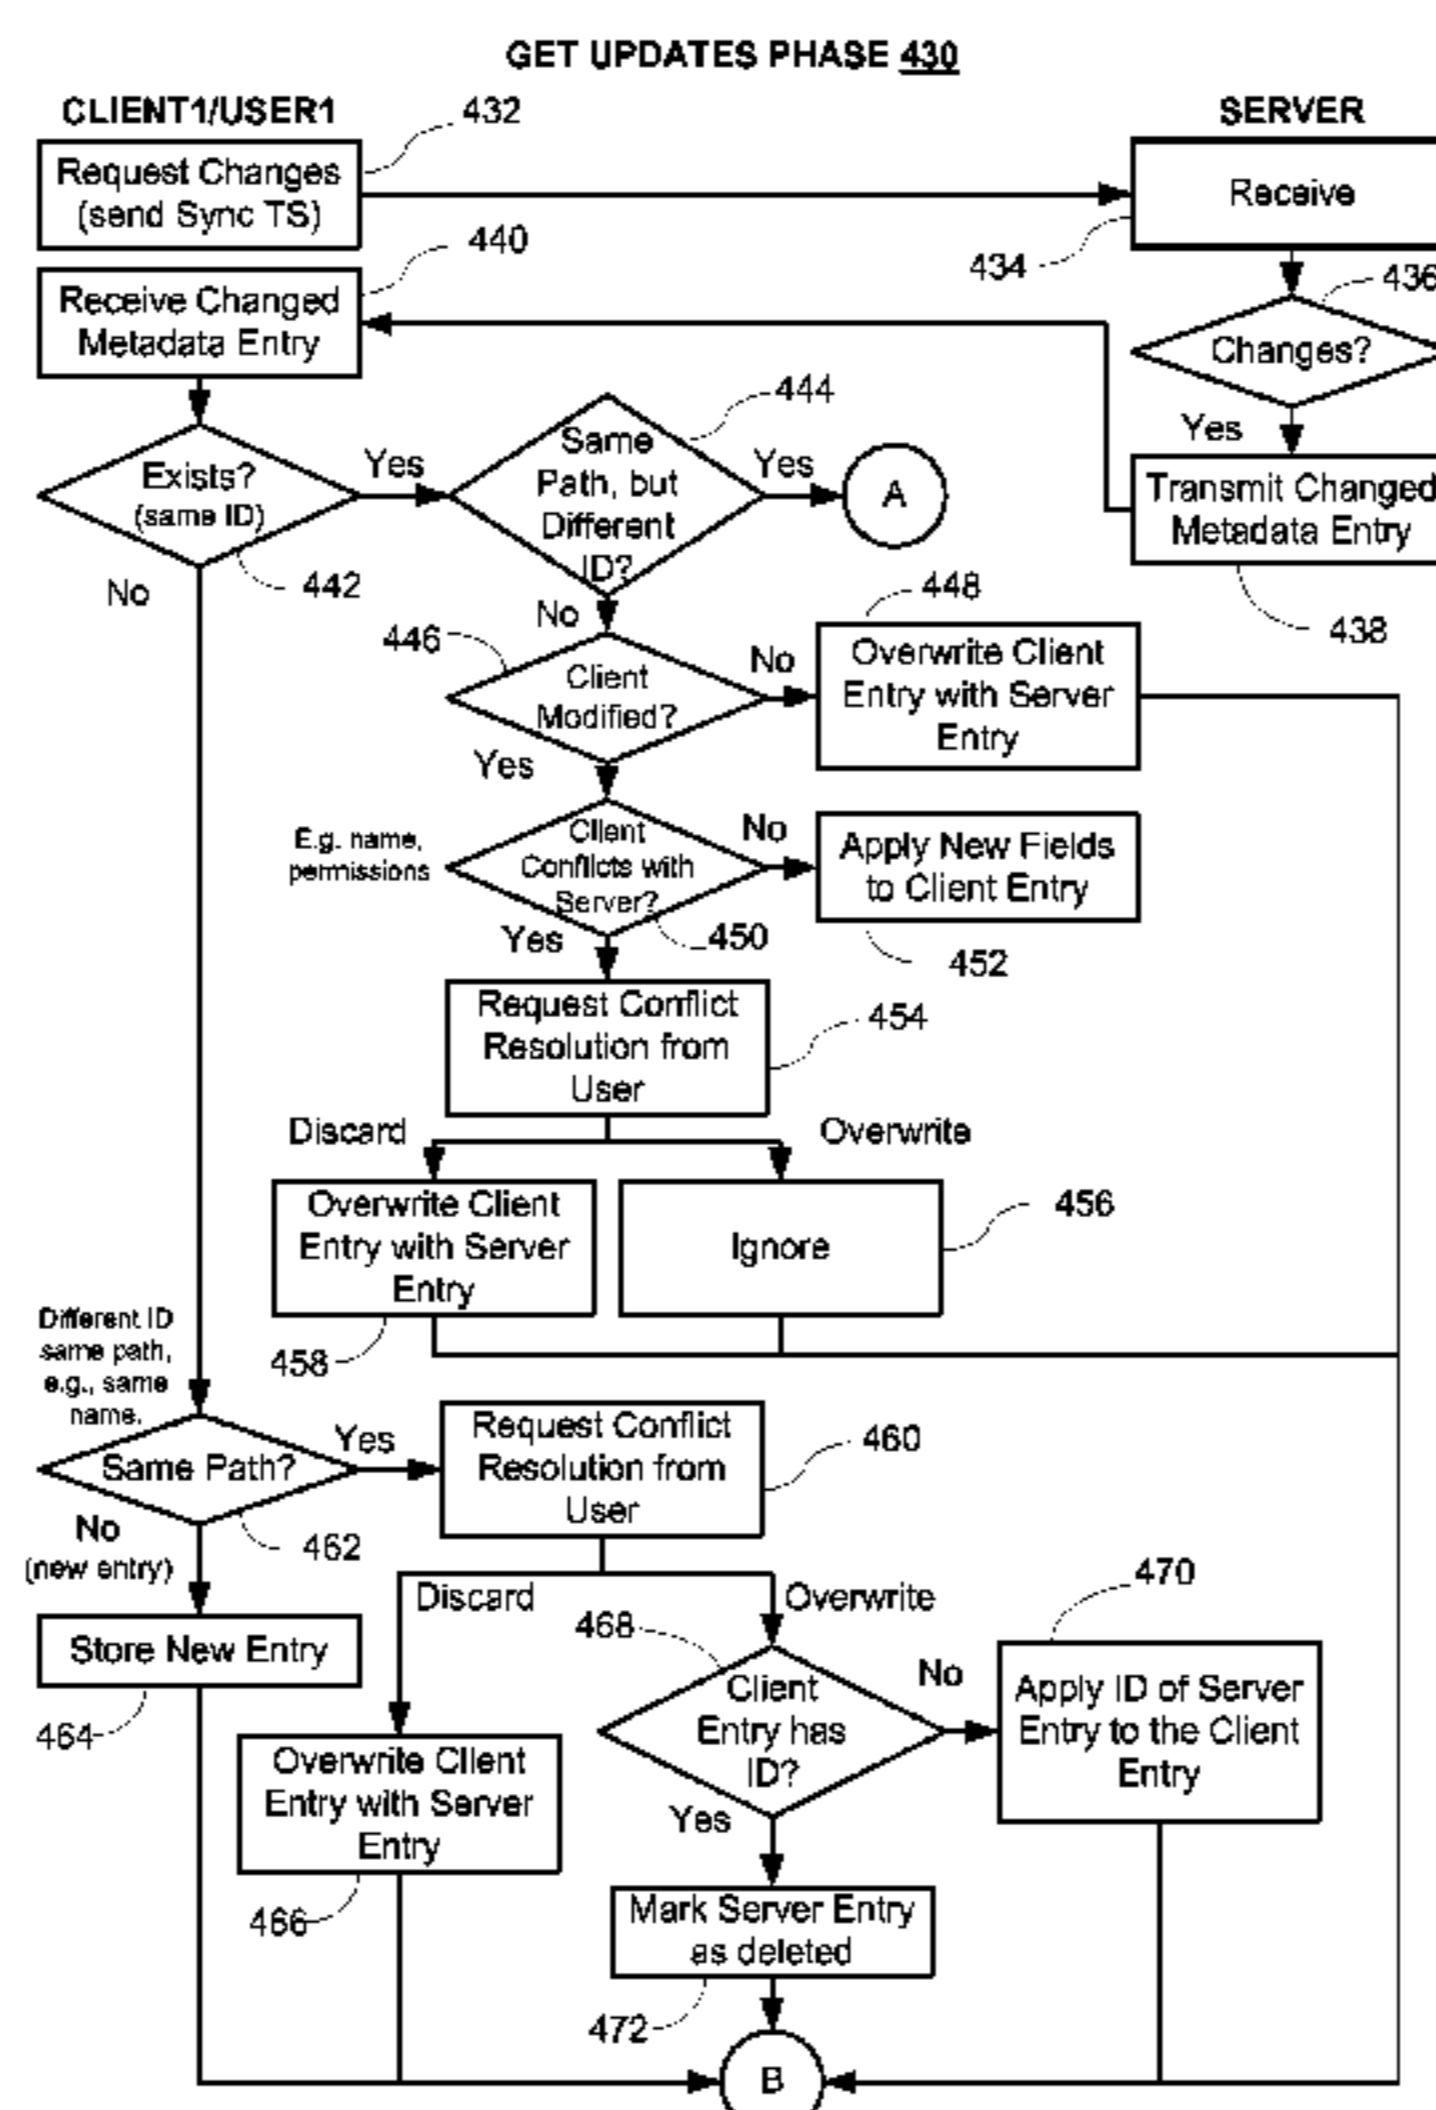 GET UPDATES PHASE 430
CLIENT1/USER1
432
SERVER
Request Changes
(send Sync TS)
Receive
440
434
436
Receive Changed
Metadata Entry
Changes?
444
Yes
Same
Path, but
Different
ID?
Yes
Yes
A
Transmit Changed
Metadata Entry
Exists?
(same ID)
442
No
No
448
438
446
Client
Modified?
No
Overwrite Client
Entry with Server
Entry
Yes
E.g. name,
permissions
Client
Conflicts with
Server?
No
Apply New Fields
to Client Entry
450
Yes
452
Request Conflict
Resolution from
User
454
Discard
Overwrite
Overwrite Client
Entry with Server
Entry
Ignore
456
458
Different ID
same path,
e.g., same
name.
Same Path?
Yes
Request Conflict
Resolution from
User
460
No
(new entry)
462
Discard
Overwrite
470
468
Store New Entry
464
Client
Entry has
ID?
No
Apply ID of Server
Entry to the Client
Entry
Overwrite Client
Entry with Server
Entry
Yes
466
Mark Server Entry
as deleted
472
B